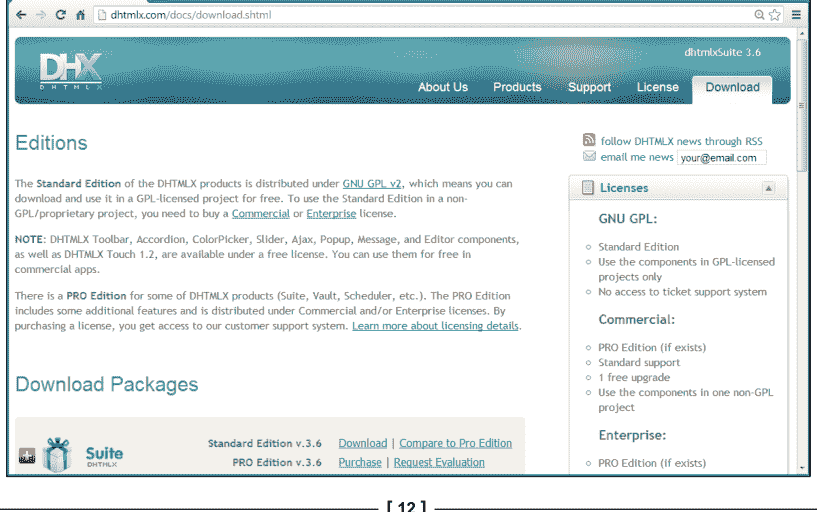 dhtmlx.com/docs/download.shtml
DHX
DHTMLX
dhtmlxSuite 3.6
About Us Products Support License Download
Editions
The Standard Edition of the DHTMLX products is distributed under GNU GPL v2, which means you can
download and use it in a GPL-licensed project for free. To use the Standard Edition in a non-
GPL/proprietary project, you need to buy a Commercial or Enterprise license.
NOTE: DHTMLX Toolbar, Accordion, ColorPicker, Slider, Ajax, Popup, Message, and Editor components,
as well as DHTMLX Touch 1.2, are available under a free license. You can use them for free in
commercial apps.
There is a PRO Edition for some of DHTMLX products (Suite, Vault, Scheduler, etc.). The PRO Edition
includes some additional features and is distributed under Commercial and/or Enterprise licenses. By
purchasing a license, you get access to our customer support system. Learn more about licensing details.
Download Packages
Suite
DHTMLX
Standard Edition v.3.6 Download | Compare to Pro Edition
PRO Edition v.3.6 Purchase | Request Evaluation
follow DHTMLX news through RSS
email me news your@email.com
Licenses
GNU GPL:
Standard Edition
Use the components in GPL-licensed
projects only
No access to ticket support system
Commercial:
PRO Edition (if exists)
Standard support
1 free upgrade
Use the components in one non-GPL
project
Enterprise:
PRO Edition (if exists)
[ 12 ]